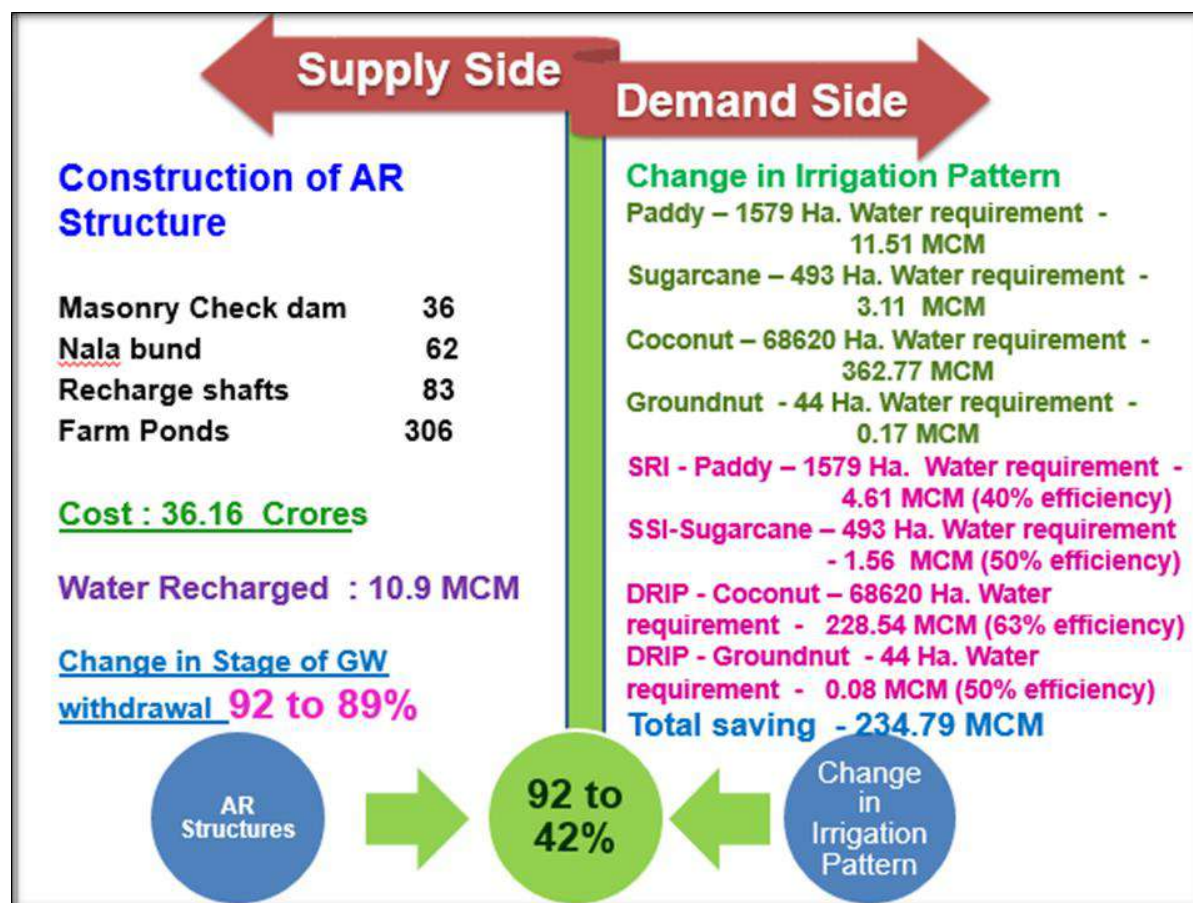 Supply Side
Demand Side
Construction of AR
Structure
Masonry Check dam 36
Nala bund 62
Recharge shafts 83
Farm Ponds 306
Cost : 36.16 Crores
Water Recharged : 10.9 MCM
Change in Stage of GW
withdrawal 92 to 89%
Change in Irrigation Pattern
Paddy – 1579 Ha. Water requirement -
11.51 MCM
Sugarcane – 493 Ha. Water requirement -
3.11 MCM
Coconut – 68620 Ha. Water requirement -
362.77 MCM
Groundnut - 44 Ha. Water requirement -
0.17 MCM
SRI - Paddy – 1579 Ha. Water requirement -
4.61 MCM (40% efficiency)
SSI-Sugarcane – 493 Ha. Water requirement
- 1.56 MCM (50% efficiency)
DRIP - Coconut – 68620 Ha. Water
requirement - 228.54 MCM (63% efficiency)
DRIP - Groundnut - 44 Ha. Water
requirement - 0.08 MCM (50% efficiency)
Total saving - 234.79 MCM
AR
Structures
92 to
42%
Change
in
Irrigation
Pattern